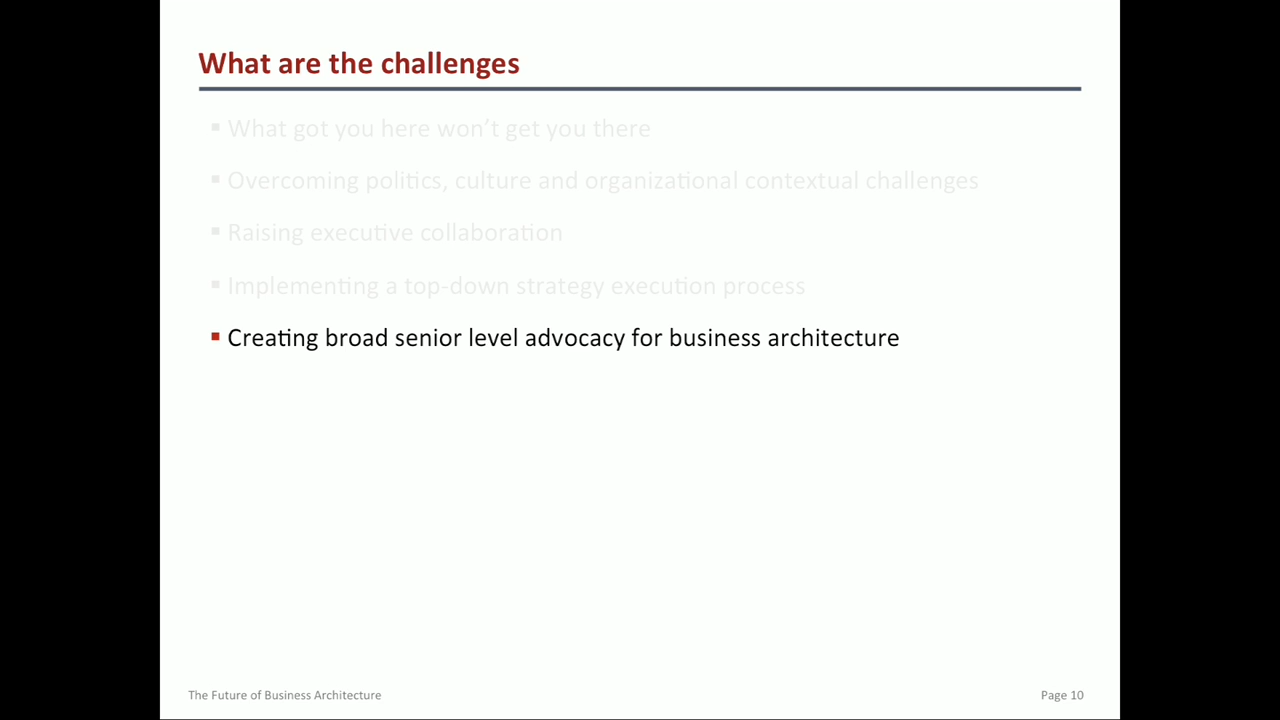 What are the challenges
▪ What got you here won't get you there
▪ Overcoming politics, culture and organizational contextual challenges
▪ Raising executive collaboration
▪ Implementing a top-down strategy execution process
▪ Creating broad senior level advocacy for business architecture
The Future of Business Architecture
Page 10